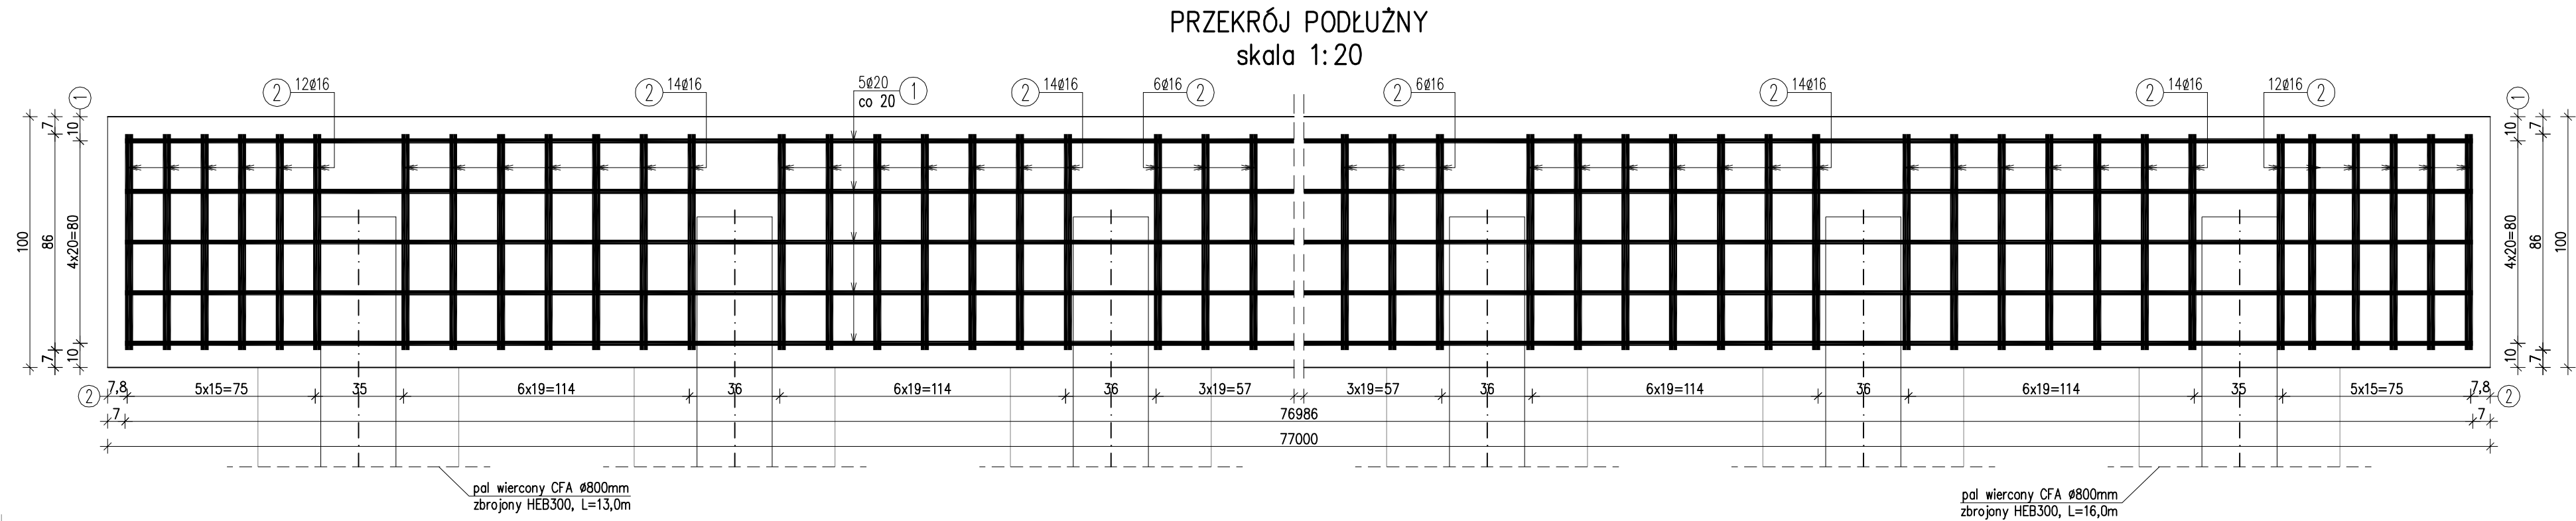 PRZEKRÓJ PODŁUŻNY
skala 1:20
2 12ø16
2 14ø16
5ø20 1
co 20
2 14ø16
6ø16 2
2 6ø16
2 14ø16
2 14ø16
12ø16 2
1
1
100
7
86
7
10
4x20=80
10
10
4x20=80
10
7
86
7
100
2 7,8 5x15=75 35 6x19=114 36 6x19=114 36 3x19=57 3x19=57 36 6x19=114 36 6x19=114 35 5x15=75 7,8 2
7 76986 7
77000
pal wiercony CFA ø800mm
zbrojony HEB300, L=13,0m
pal wiercony CFA ø800mm
zbrojony HEB300, L=16,0m